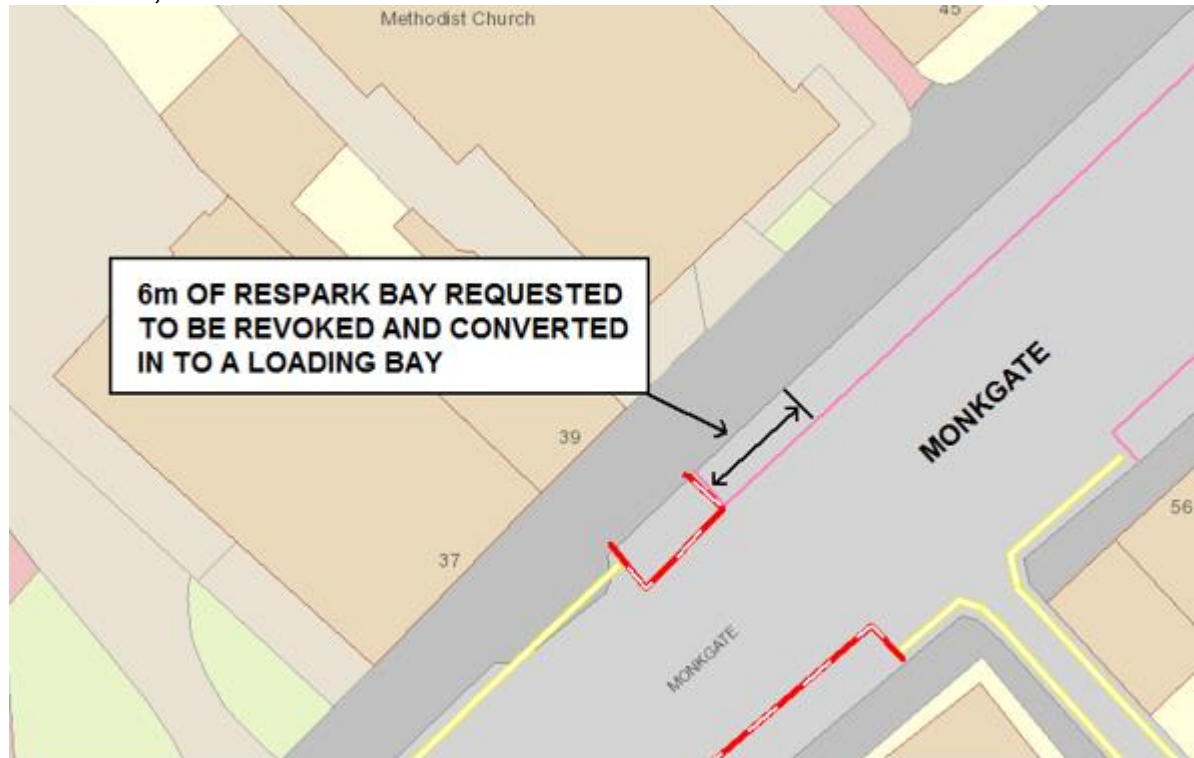 Methodist Church
45
6m OF RESPARK BAY REQUESTED
TO BE REVOKED AND CONVERTED
IN TO A LOADING BAY
MONKGATE
39
56
37
MONKGATE